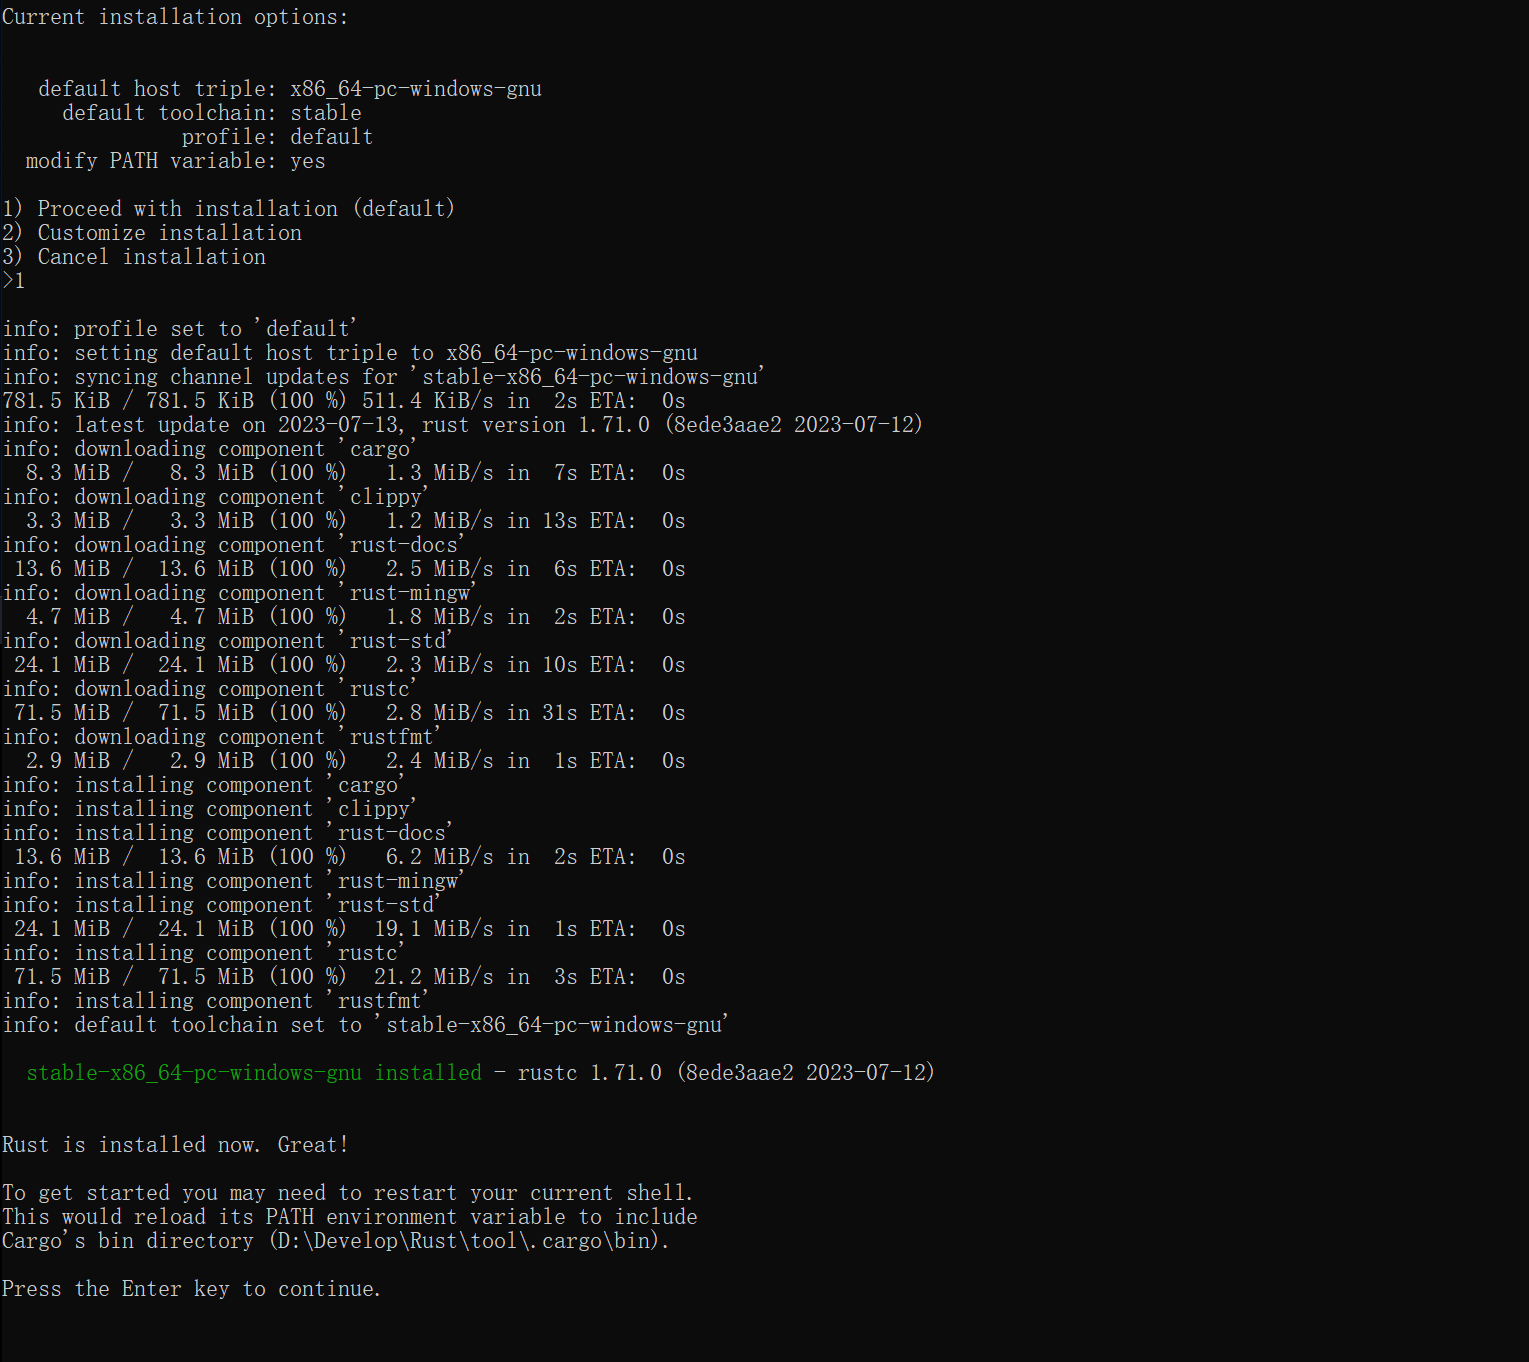 Current installation options:
default host triple: x86_64-pc-windows-gnu
default toolchain: stable
profile: default
modify PATH variable: yes
1) Proceed with installation (default)
2) Customize installation
3) Cancel installation
>1
info: profile set to 'default'
info: setting default host triple to x86_64-pc-windows-gnu
info: syncing channel updates for 'stable-x86_64-pc-windows-gnu'
781.5 KiB / 781.5 KiB (100 %) 511.4 KiB/s in  2s ETA:  0s
info: latest update on 2023-07-13, rust version 1.71.0 (8ede3aae2 2023-07-12)
info: downloading component 'cargo'
8.3 MiB /   8.3 MiB (100 %)   1.3 MiB/s in  7s ETA:  0s
info: downloading component 'clippy'
3.3 MiB /   3.3 MiB (100 %)   1.2 MiB/s in 13s ETA:  0s
info: downloading component 'rust-docs'
13.6 MiB /  13.6 MiB (100 %)   2.5 MiB/s in  6s ETA:  0s
info: downloading component 'rust-mingw'
4.7 MiB /   4.7 MiB (100 %)   1.8 MiB/s in  2s ETA:  0s
info: downloading component 'rust-std'
24.1 MiB /  24.1 MiB (100 %)   2.3 MiB/s in 10s ETA:  0s
info: downloading component 'rustc'
71.5 MiB /  71.5 MiB (100 %)   2.8 MiB/s in 31s ETA:  0s
info: downloading component 'rustfmt'
2.9 MiB /   2.9 MiB (100 %)   2.4 MiB/s in  1s ETA:  0s
info: installing component 'cargo'
info: installing component 'clippy'
info: installing component 'rust-docs'
13.6 MiB /  13.6 MiB (100 %)   6.2 MiB/s in  2s ETA:  0s
info: installing component 'rust-mingw'
info: installing component 'rust-std'
24.1 MiB /  24.1 MiB (100 %)  19.1 MiB/s in  1s ETA:  0s
info: installing component 'rustc'
71.5 MiB /  71.5 MiB (100 %)  21.2 MiB/s in  3s ETA:  0s
info: installing component 'rustfmt'
info: default toolchain set to 'stable-x86_64-pc-windows-gnu'
stable-x86_64-pc-windows-gnu installed - rustc 1.71.0 (8ede3aae2 2023-07-12)
Rust is installed now. Great!
To get started you may need to restart your current shell.
This would reload its PATH environment variable to include
Cargo's bin directory (D:\Develop\Rust\tool\.cargo\bin).
Press the Enter key to continue.